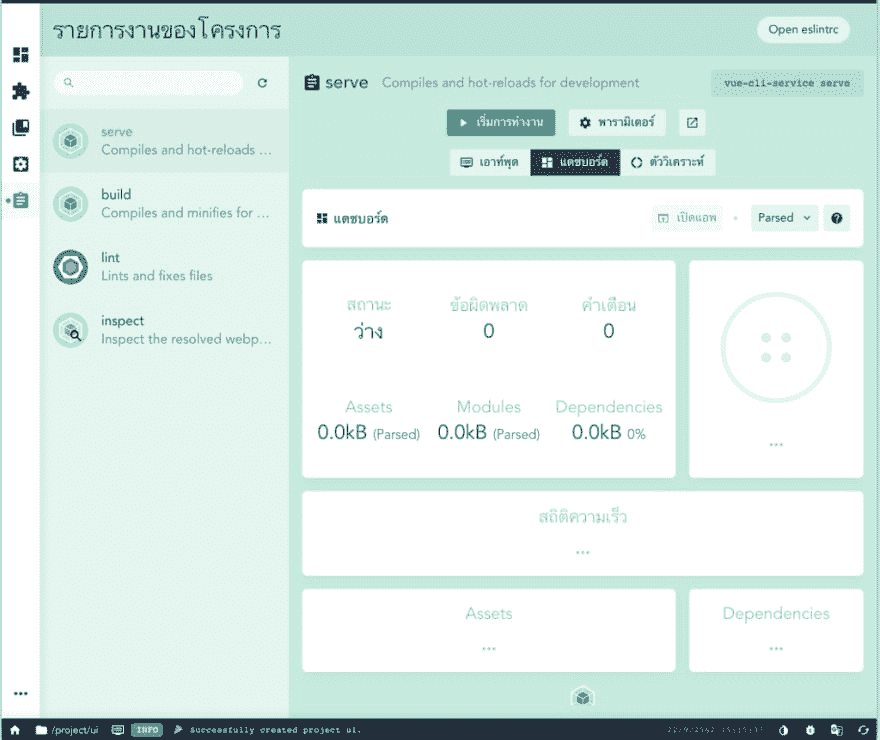 รายการงานของโครงการ
Open eslintrc
serve
Compiles and hot-reloads ...
build
Compiles and minifies for ...
lint
Lints and fixes files
inspect
Inspect the resolved webp...
serve Compiles and hot-reloads for development
vue-cli-service serve
เริ่มการทำงาน
พารามิเตอร์
เอาท์พุต
แดชบอร์ด
ตัววิเคราะห์
แดชบอร์ด
เปิดแอพ
Parsed
สถานะ
ว่าง
ข้อผิดพลาด
0
คำเตือน
0
Assets
0.0kB (Parsed)
Modules
0.0kB (Parsed)
Dependencies
0.0kB 0%
...
สถิติความเร็ว
...
Assets
...
Dependencies
...
/project/ui INFO Successfully created project ui.